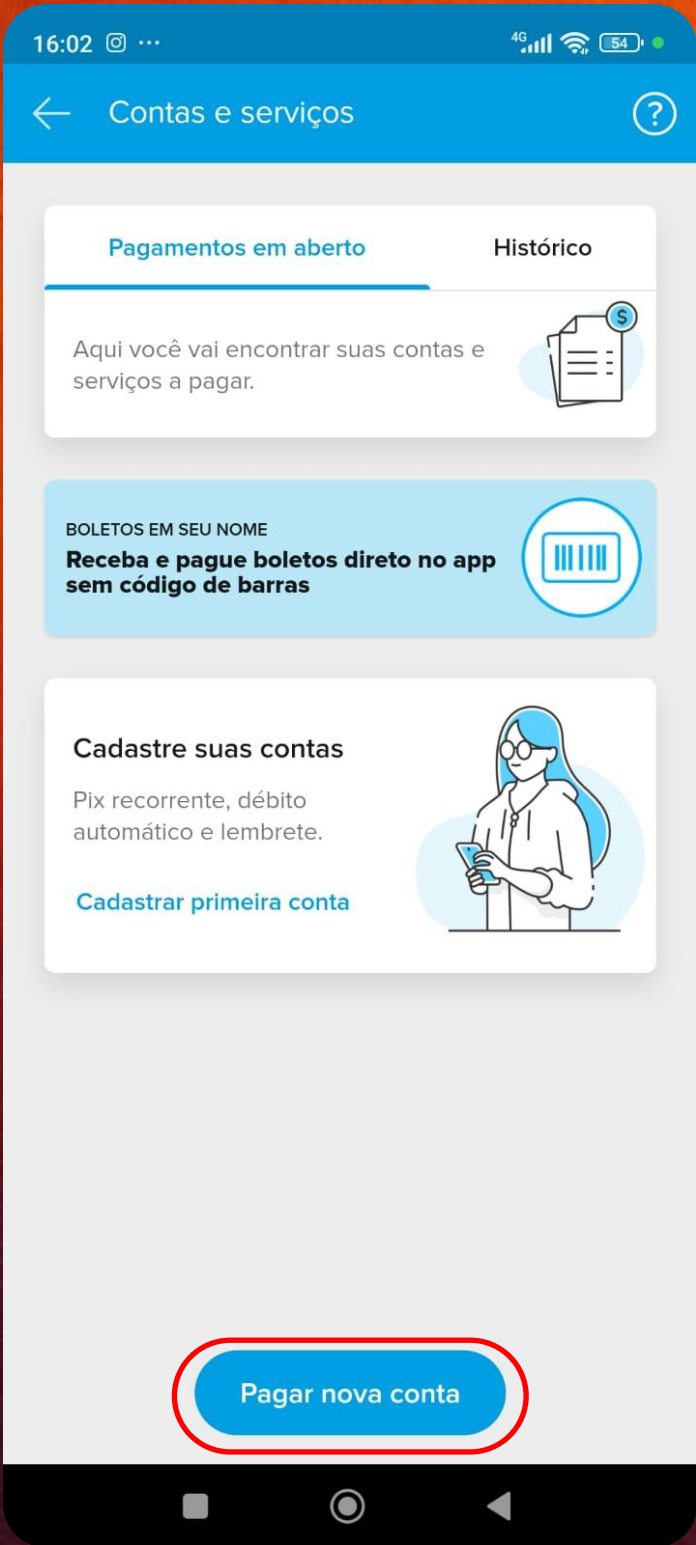 16:02
4G
54
Contas e serviços
?
Pagamentos em aberto
Histórico
Aqui você vai encontrar suas contas e
serviços a pagar.
$
BOLETOS EM SEU NOME
Receba e pague boletos direto no app
sem código de barras
Cadastre suas contas
Pix recorrente, débito
automático e lembrete.
Cadastrar primeira conta
Pagar nova conta